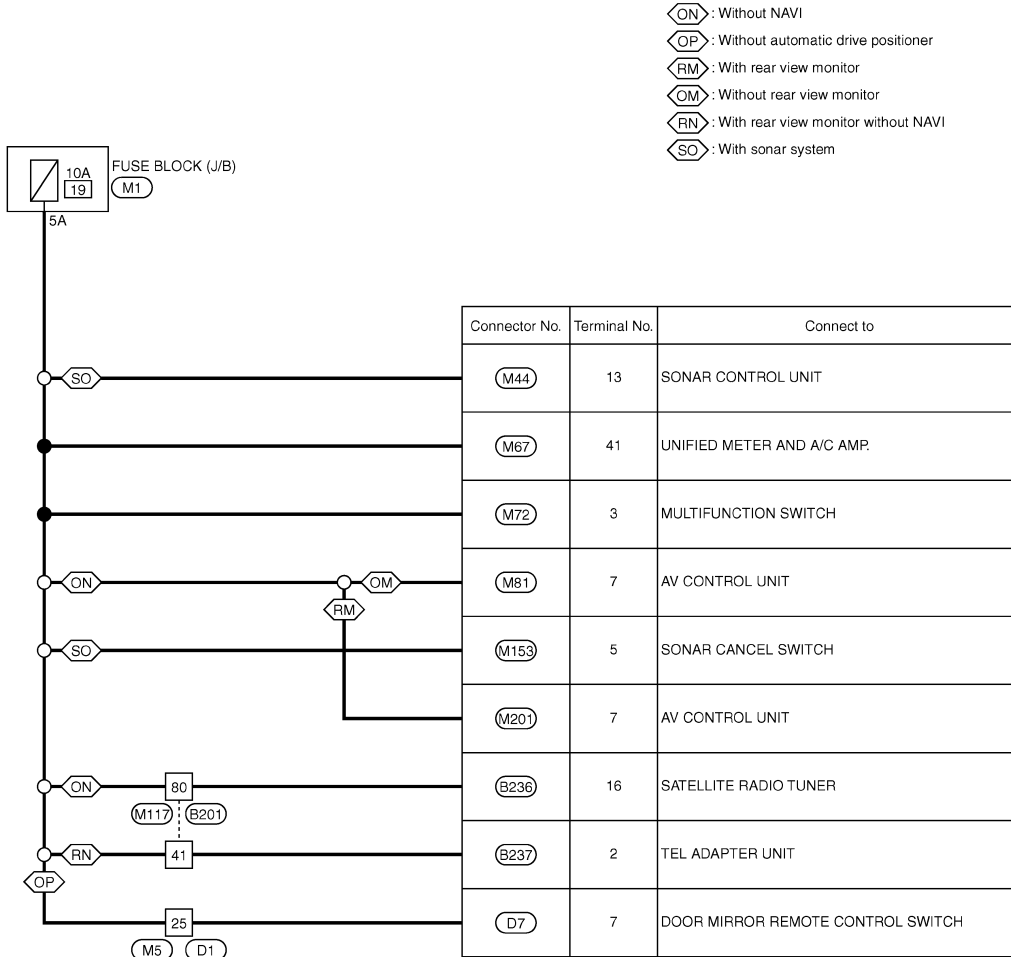 ON : Without NAVI
OP : Without automatic drive positioner
RM : With rear view monitor
OM : Without rear view monitor
RN : With rear view monitor without NAVI
SO : With sonar system
10A FUSE BLOCK (J/B)
19 M1
5A
Connector No. Terminal No. Connect to
SO M44 13 SONAR CONTROL UNIT
M67 41 UNIFIED METER AND A/C AMP.
M72 3 MULTIFUNCTION SWITCH
ON OM M81 7 AV CONTROL UNIT
RM
SO M153 5 SONAR CANCEL SWITCH
M201 7 AV CONTROL UNIT
ON 80 B236 16 SATELLITE RADIO TUNER
M117 B201
RN 41 B237 2 TEL ADAPTER UNIT
OP
25 D7 7 DOOR MIRROR REMOTE CONTROL SWITCH
M5 D1